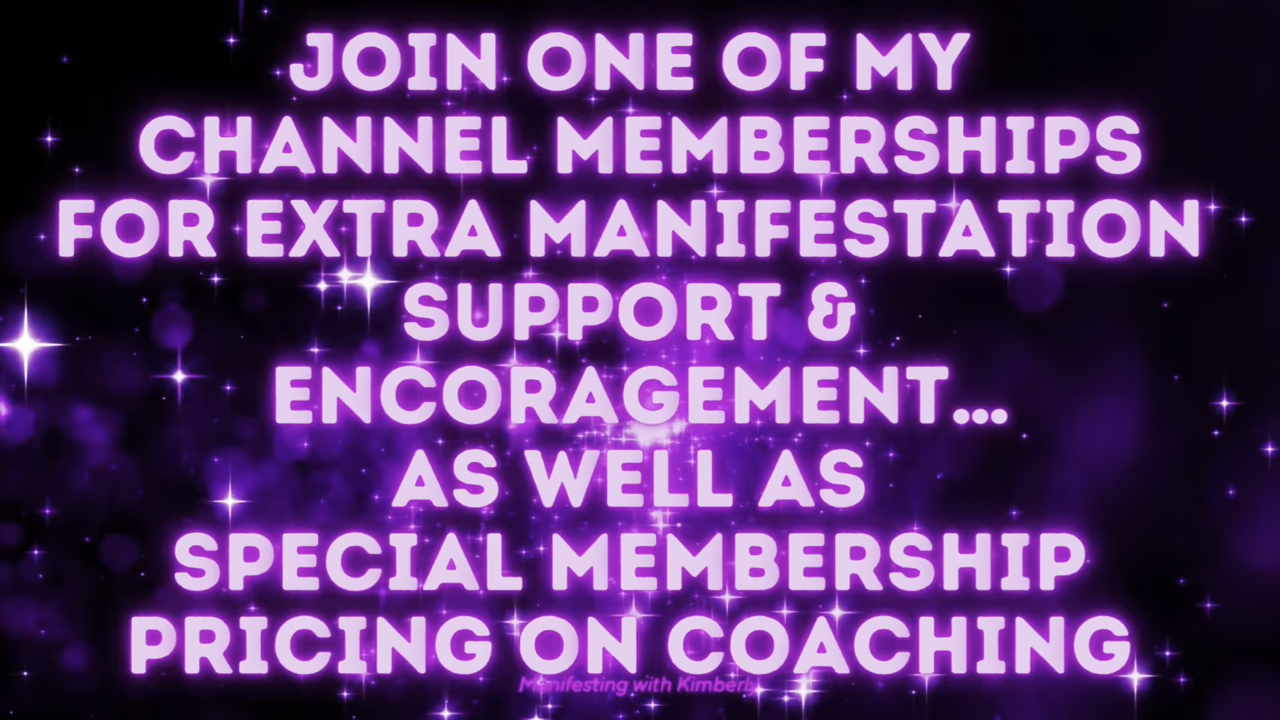 JOIN ONE OF MY
CHANNEL MEMBERSHIPS
FOR EXTRA MANIFESTATION
SUPPORT &
ENCORAGEMENT...
AS WELL AS
SPECIAL MEMBERSHIP
PRICING ON COACHING
Manifesting with Kimberly